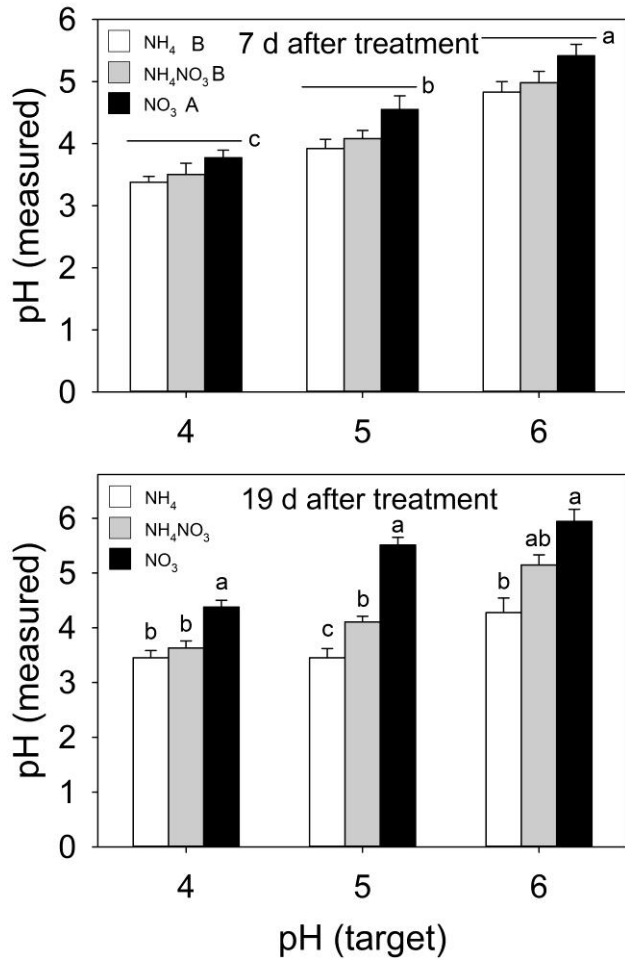 6
5
4
3
2
1
0
pH (measured)
NH₄ B
NH₄NO₃ B
NO₃ A
7 d after treatment
c
b
a
4 5 6
6
5
4
3
2
1
0
pH (measured)
NH₄
NH₄NO₃
NO₃
19 d after treatment
b b a
c b a
b ab a
4 5 6
pH (target)